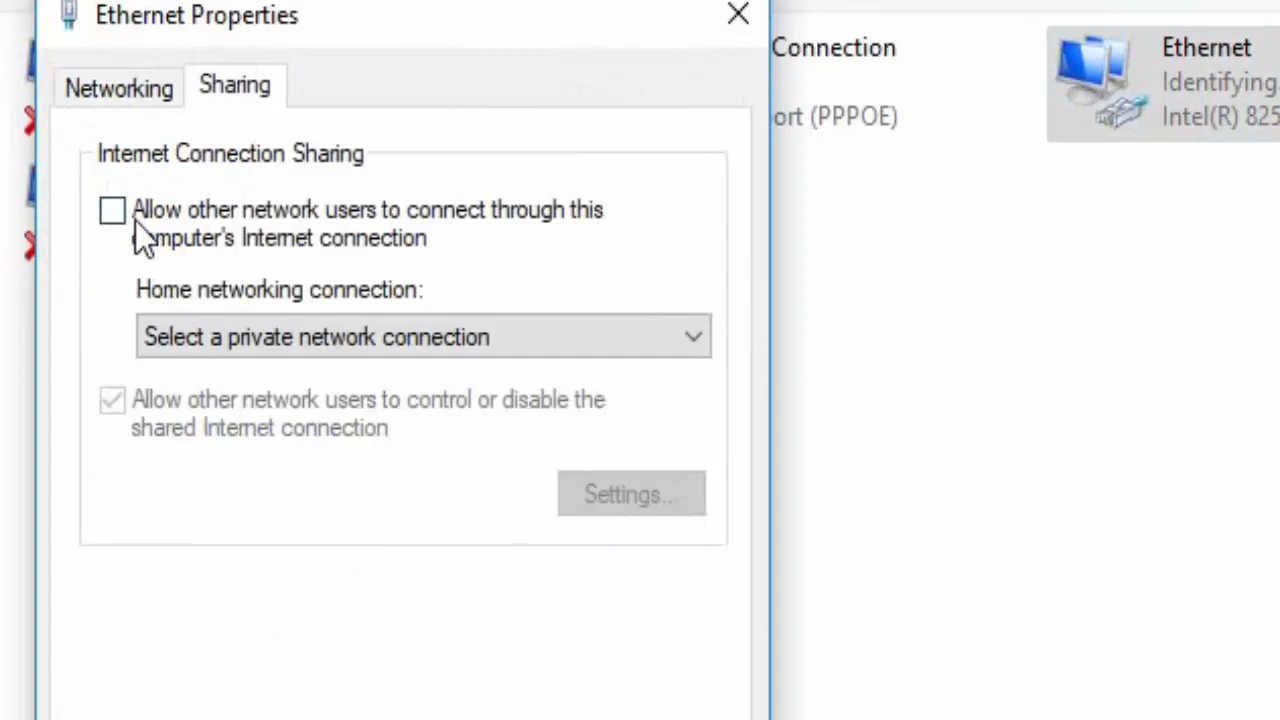 Ethernet Properties
Networking
Sharing
Internet Connection Sharing
Allow other network users to connect through this
computer's Internet connection
Home networking connection:
Select a private network connection
Allow other network users to control or disable the
shared Internet connection
Settings...
Connection
ort (PPPOE)
Ethernet
Identifying.
Intel(R) 825